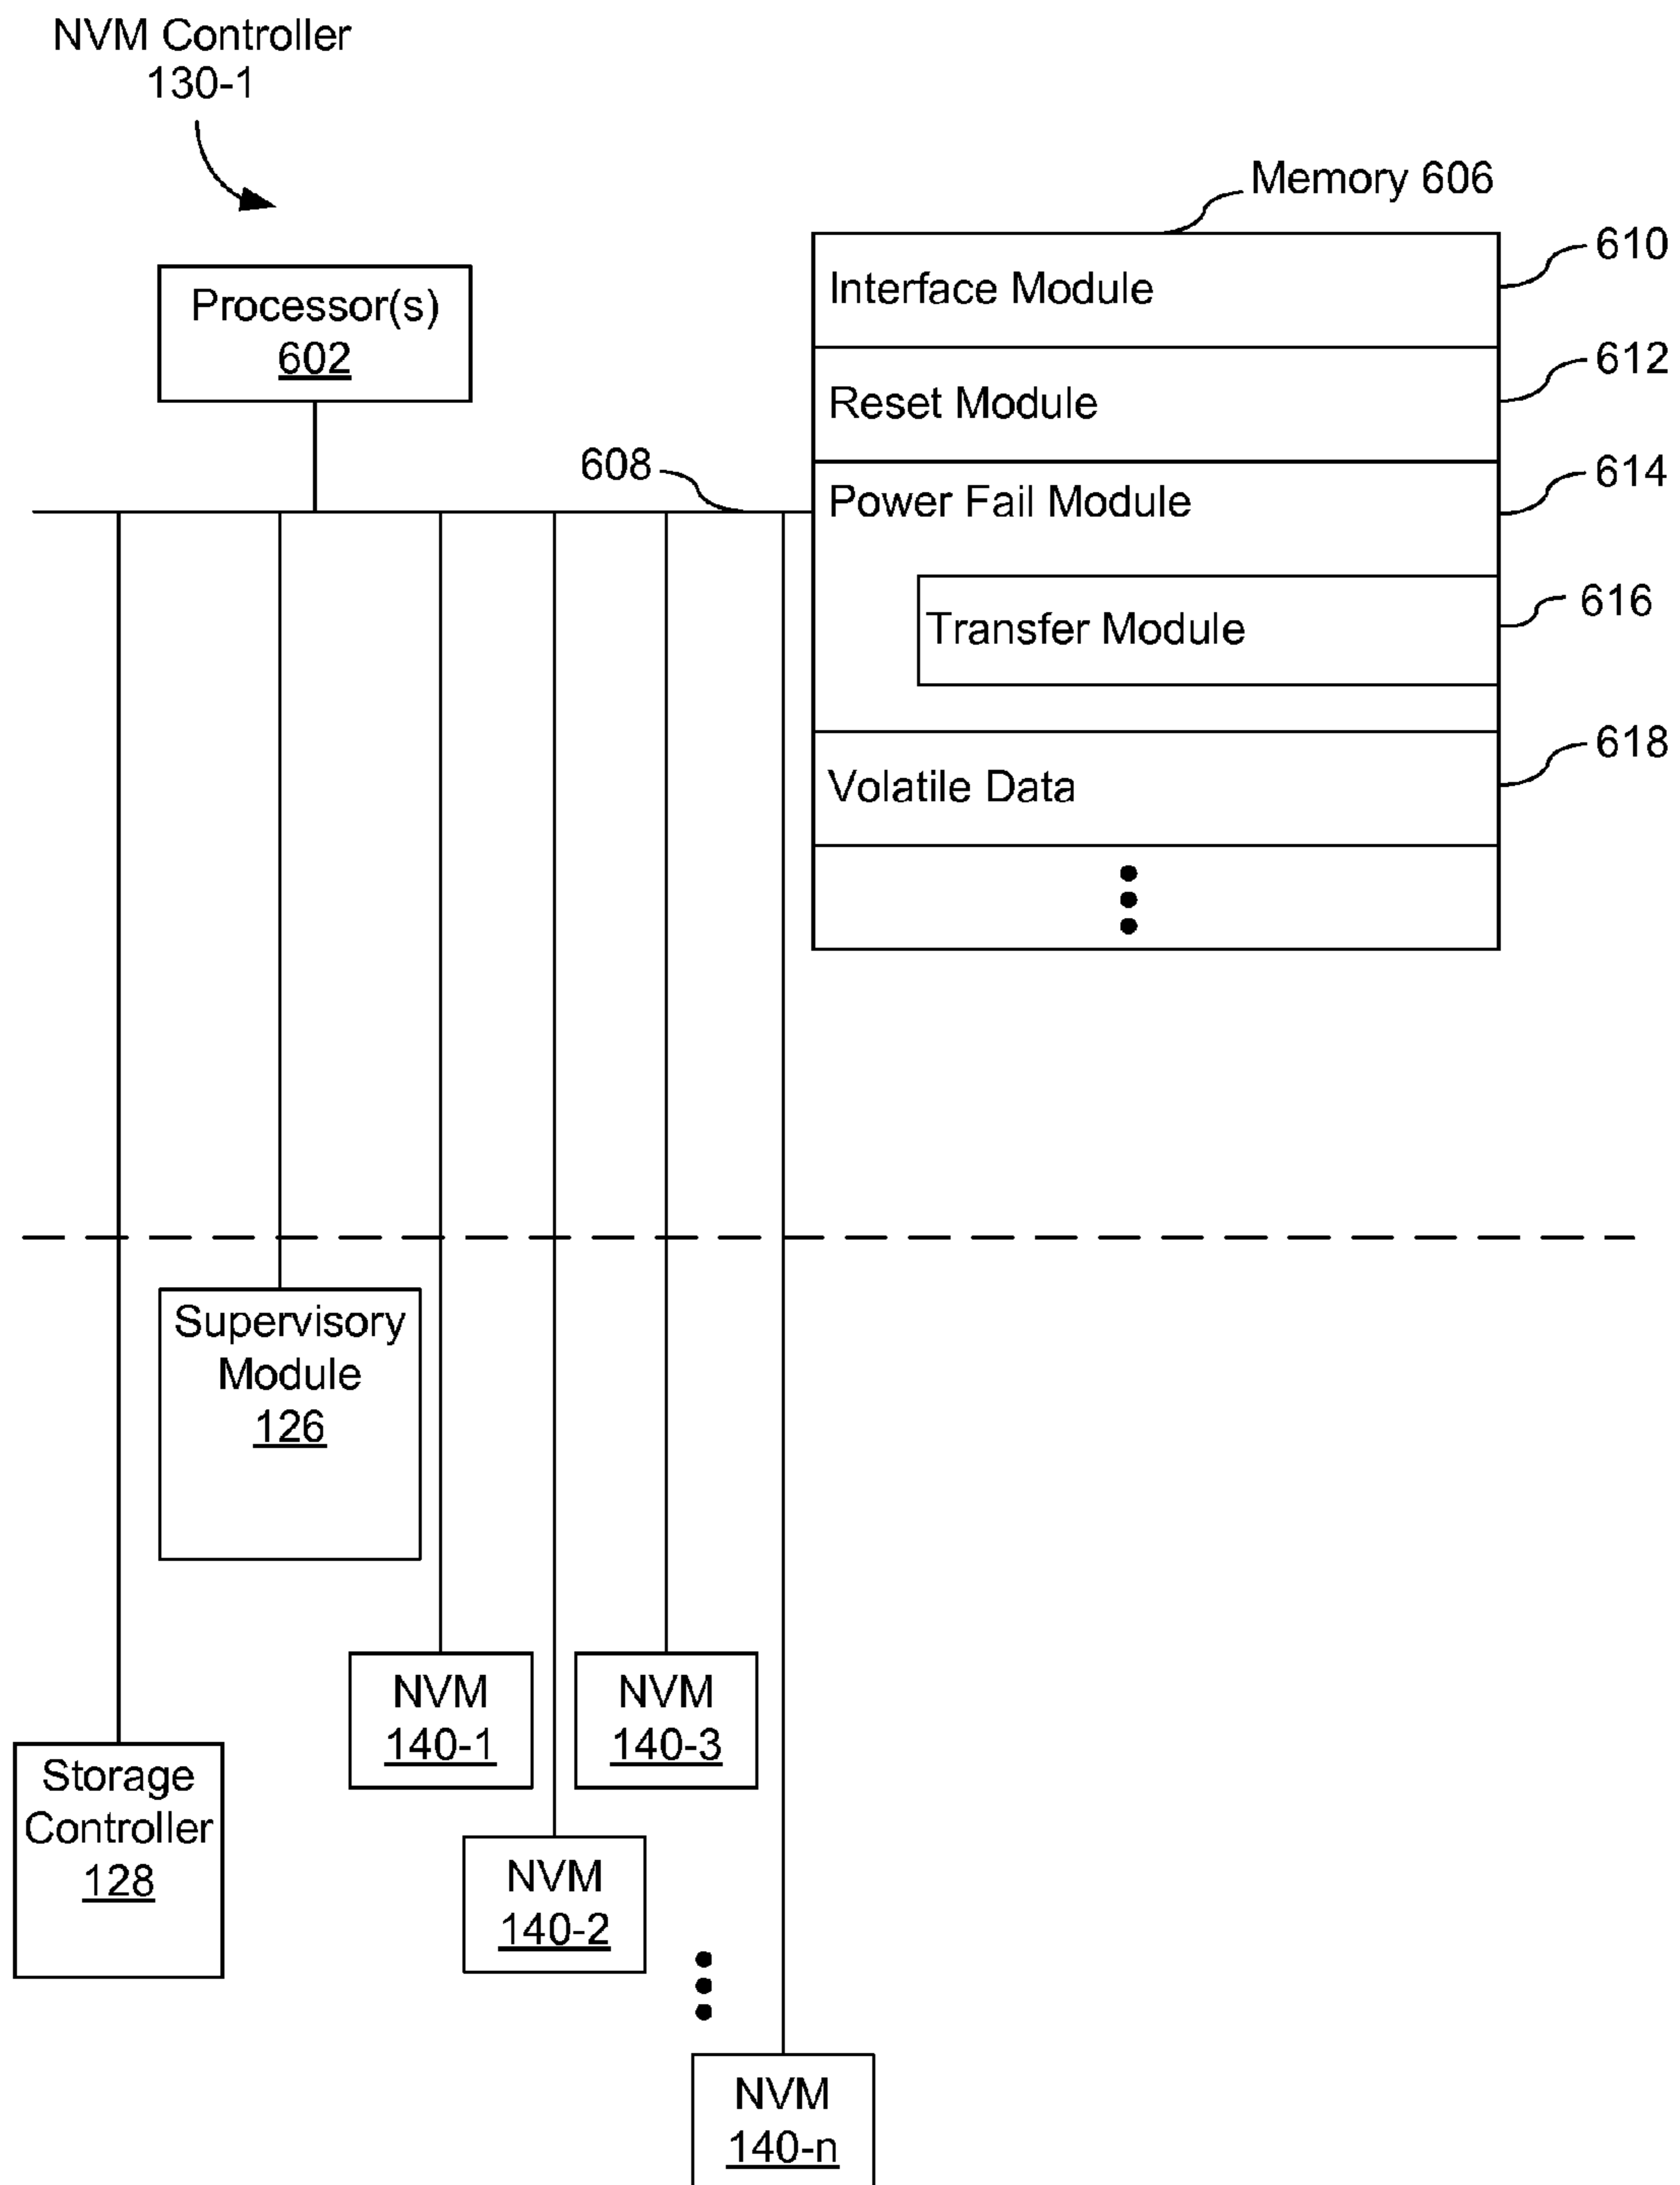 NVM Controller
130-1
Memory 606
610
Interface Module
Processor(s)
602
612
Reset Module
608
614
Power Fail Module
616
Transfer Module
618
Volatile Data
Supervisory
Module
126
NVM
140-1
NVM
140-3
Storage
Controller
128
NVM
140-2
NVM
140-n